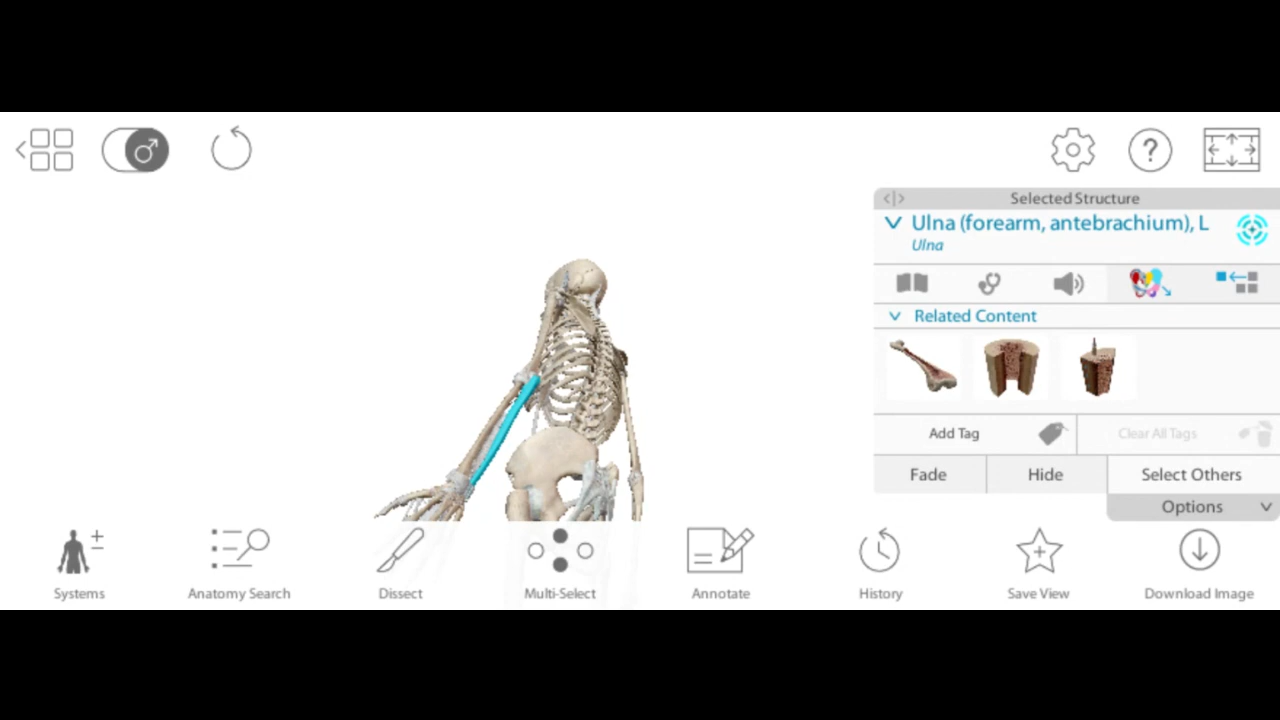 Selected Structure
Ulna (forearm, antebrachium), L
Ulna
Related Content
Add Tag
Clear All Tags
Fade
Hide
Select Others
Options
Systems
Anatomy Search
Dissect
Multi-Select
Annotate
History
Save View
Download Image